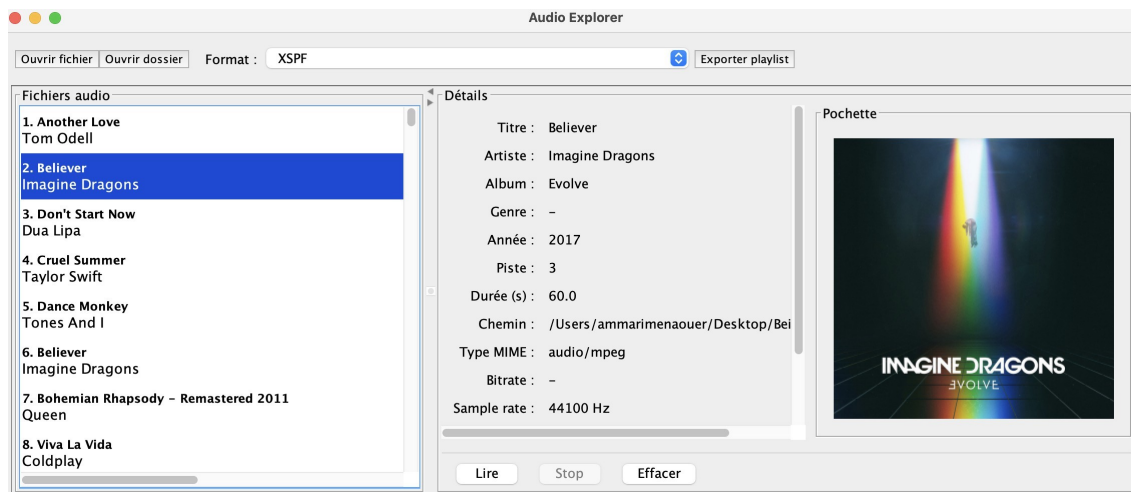 Audio Explorer
Ouvrir fichier Ouvrir dossier Format : XSPF Exporter playlist
Fichiers audio
1. Another Love
Tom Odell
2. Believer
Imagine Dragons
3. Don't Start Now
Dua Lipa
4. Cruel Summer
Taylor Swift
5. Dance Monkey
Tones And I
6. Believer
Imagine Dragons
7. Bohemian Rhapsody – Remastered 2011
Queen
8. Viva La Vida
Coldplay
Détails
Titre : Believer
Artiste : Imagine Dragons
Album : Evolve
Genre : –
Année : 2017
Piste : 3
Durée (s) : 60.0
Chemin : /Users/ammarimenaouer/Desktop/Bei
Type MIME : audio/mpeg
Bitrate : –
Sample rate : 44100 Hz
Lire Stop Effacer
Pochette
IMAGINE DRAGONS
EVOLVE